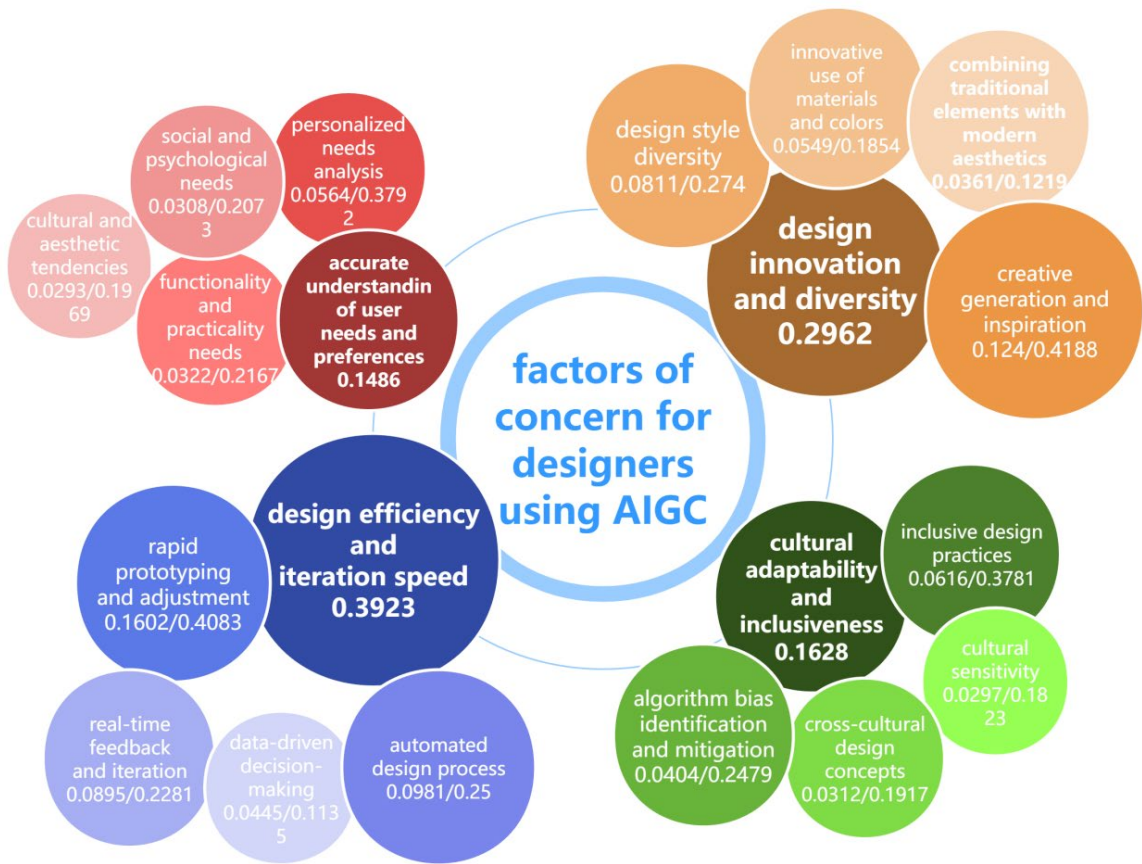 factors of
concern for
designers
using AIGC
social and
psychological
needs
0.0308/0.207
3
personalized
needs
analysis
0.0564/0.379
2
cultural and
aesthetic
tendencies
0.0293/0.19
69
functionality
and
practicality
needs
0.0322/0.2167
accurate
understandin
of user
needs and
preferences
0.1486
design style
diversity
0.0811/0.274
innovative
use of
materials
and colors
0.0549/0.1854
combining
traditional
elements with
modern
aesthetics
0.0361/0.1219
design
innovation
and diversity
0.2962
creative
generation and
inspiration
0.124/0.4188
design efficiency
and
iteration speed
0.3923
rapid
prototyping
and adjustment
0.1602/0.4083
real-time
feedback
and iteration
0.0895/0.2281
data-driven
decision-
making
0.0445/0.113
5
automated
design process
0.0981/0.25
cultural
adaptability
and
inclusiveness
0.1628
inclusive design
practices
0.0616/0.3781
cultural
sensitivity
0.0297/0.18
23
algorithm bias
identification
and mitigation
0.0404/0.2479
cross-cultural
design
concepts
0.0312/0.1917